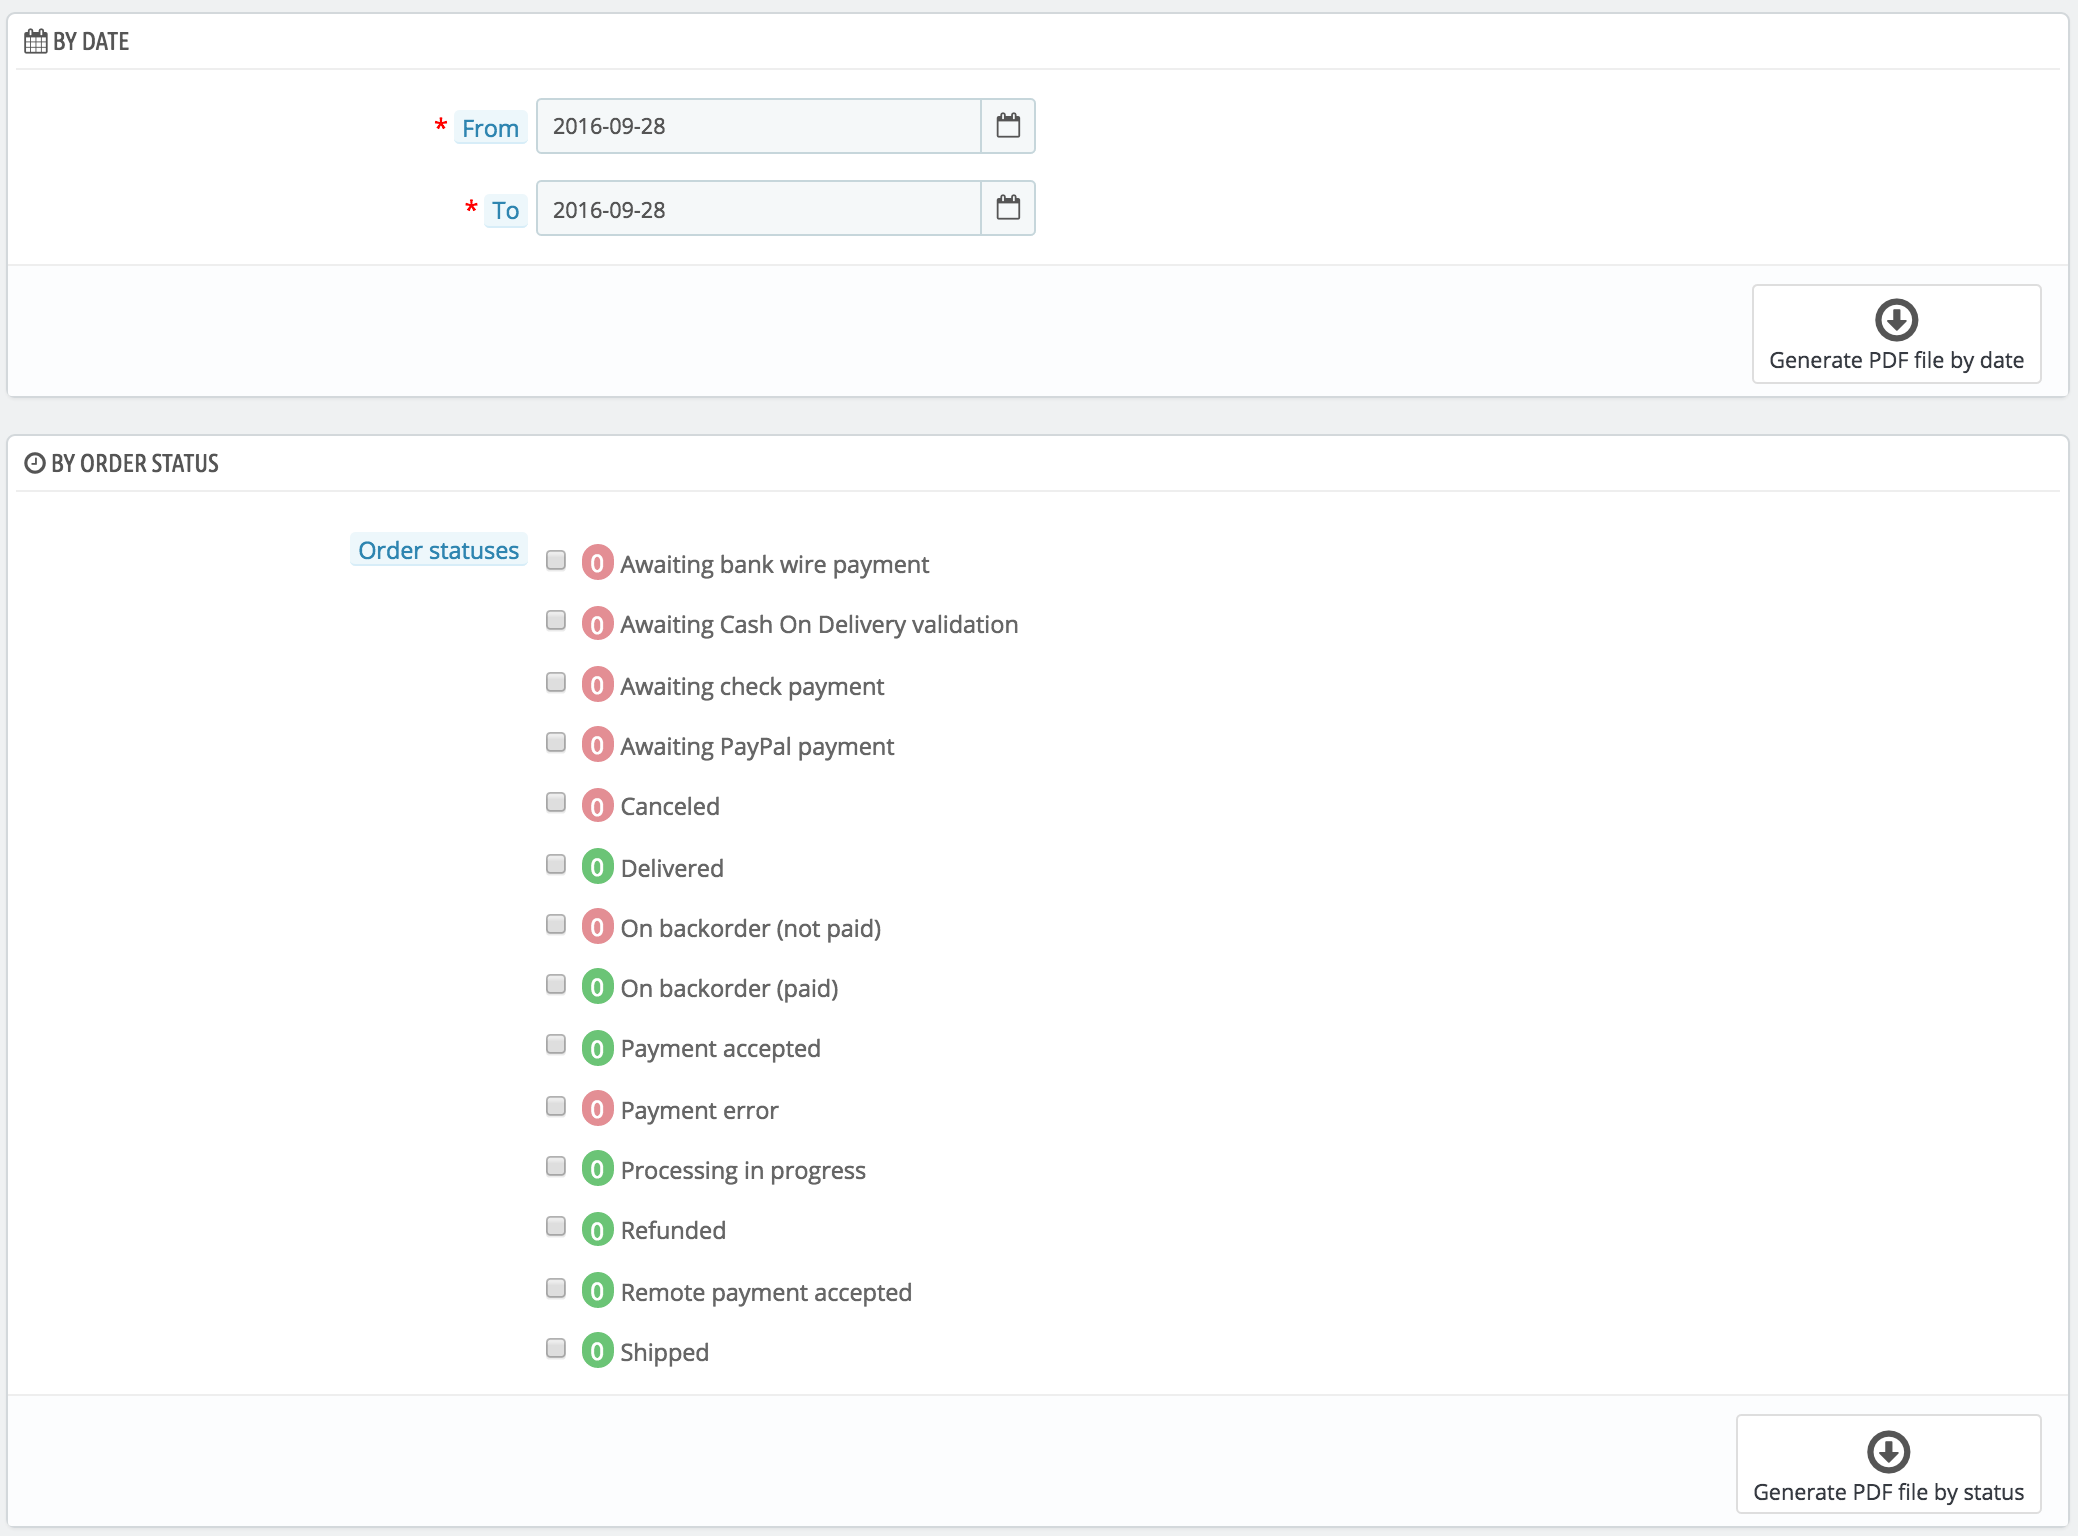 BY DATE
* From 2016-09-28
* To 2016-09-28
Generate PDF file by date
BY ORDER STATUS
Order statuses
0 Awaiting bank wire payment
0 Awaiting Cash On Delivery validation
0 Awaiting check payment
0 Awaiting PayPal payment
0 Canceled
0 Delivered
0 On backorder (not paid)
0 On backorder (paid)
0 Payment accepted
0 Payment error
0 Processing in progress
0 Refunded
0 Remote payment accepted
0 Shipped
Generate PDF file by status